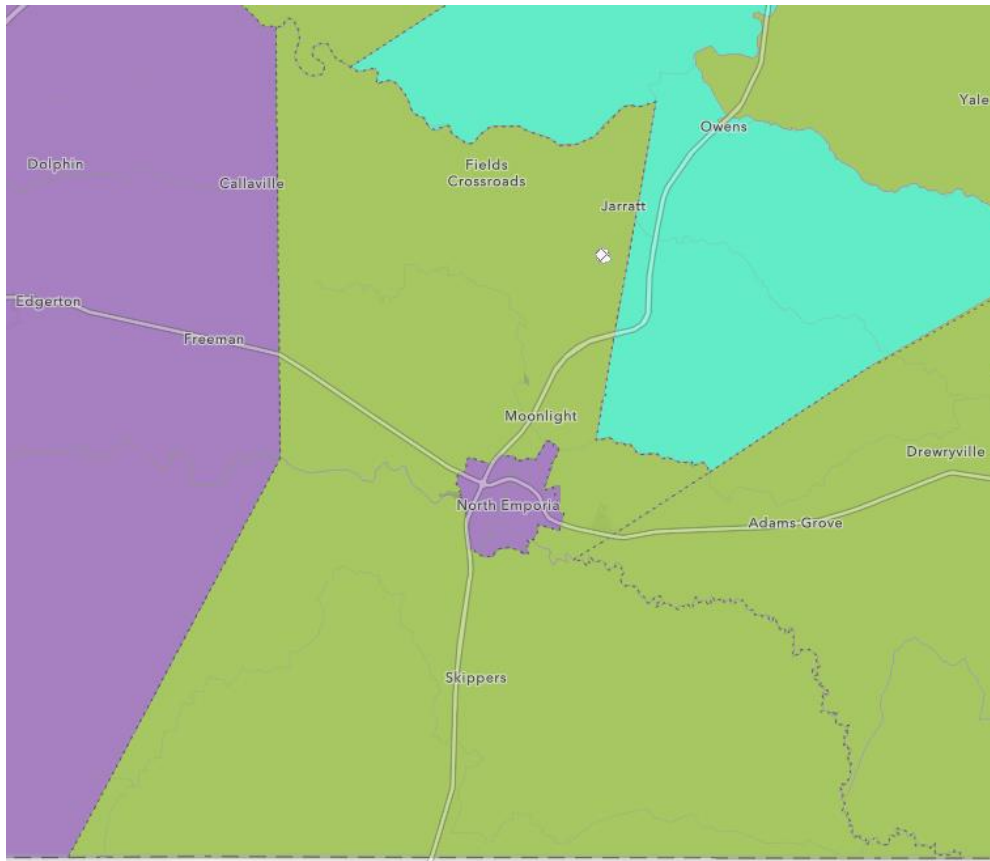 Yale
Owens
Dolphin
Fields
Crossroads
Callaville
Jarratt
Edgerton
Freeman
Moonlight
Drewryville
North Emporia
Adams Grove
Skippers